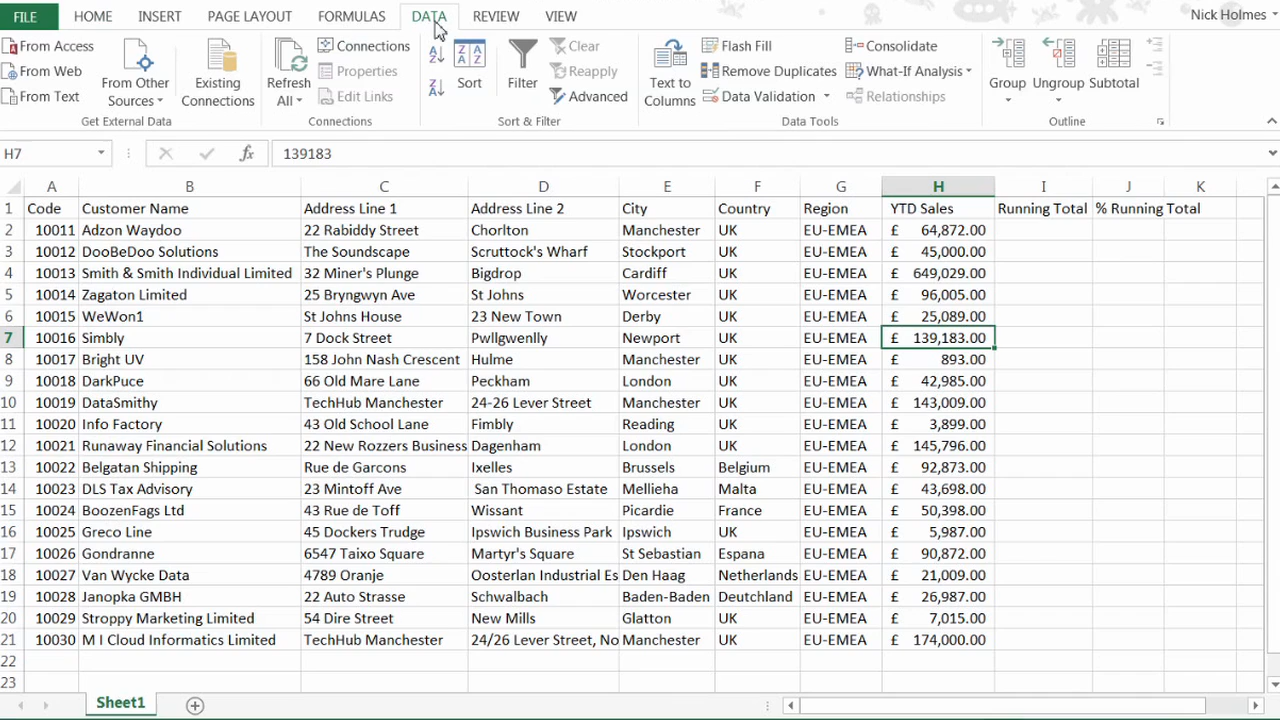 FILE HOME INSERT PAGE LAYOUT FORMULAS DATA REVIEW VIEW Nick Holmes
From Access
From Web
From Text
From Other Sources
Existing Connections
Get External Data
Refresh All
Connections
Properties
Edit Links
Connections
A Z
Z A
Sort
Filter
Clear
Reapply
Advanced
Sort & Filter
Text to Columns
Flash Fill
Remove Duplicates
Data Validation
Consolidate
What-If Analysis
Relationships
Data Tools
Group
Ungroup
Subtotal
Outline
H7 fx 139183
A B C D E F G H I J K
1 Code Customer Name Address Line 1 Address Line 2 City Country Region YTD Sales Running Total % Running Total
2 10011 Adzon Waydoo 22 Rabiddy Street Chorlton Manchester UK EU-EMEA £ 64,872.00
3 10012 DooBeDoo Solutions The Soundscape Scruttock's Wharf Stockport UK EU-EMEA £ 45,000.00
4 10013 Smith & Smith Individual Limited 32 Miner's Plunge Bigdrop Cardiff UK EU-EMEA £ 649,029.00
5 10014 Zagaton Limited 25 Bryngwyn Ave St Johns Worcester UK EU-EMEA £ 96,005.00
6 10015 WeWon1 St Johns House 23 New Town Derby UK EU-EMEA £ 25,089.00
7 10016 Simbly 7 Dock Street Pwllgwenlly Newport UK EU-EMEA £ 139,183.00
8 10017 Bright UV 158 John Nash Crescent Hulme Manchester UK EU-EMEA £ 893.00
9 10018 DarkPuce 66 Old Mare Lane Peckham London UK EU-EMEA £ 42,985.00
10 10019 DataSmithy TechHub Manchester 24-26 Lever Street Manchester UK EU-EMEA £ 143,009.00
11 10020 Info Factory 43 Old School Lane Fimbly Reading UK EU-EMEA £ 3,899.00
12 10021 Runaway Financial Solutions 22 New Rozzers Business Dagenham London UK EU-EMEA £ 145,796.00
13 10022 Belgatan Shipping Rue de Garcons Ixelles Brussels Belgium EU-EMEA £ 92,873.00
14 10023 DLS Tax Advisory 23 Mintoff Ave San Thomaso Estate Mellieha Malta EU-EMEA £ 43,698.00
15 10024 BoozenFags Ltd 43 Rue de Toff Wissant Picardie France EU-EMEA £ 50,398.00
16 10025 Greco Line 45 Dockers Trudge Ipswich Business Park Ipswich UK EU-EMEA £ 5,987.00
17 10026 Gondranne 6547 Taixo Square Martyr's Square St Sebastian Espana EU-EMEA £ 90,872.00
18 10027 Van Wycke Data 4789 Oranje Oosterlan Industrial Es Den Haag Netherlands EU-EMEA £ 21,009.00
19 10028 Janopka GMBH 22 Auto Strasse Schwalbach Baden-Baden Deutchland EU-EMEA £ 26,987.00
20 10029 Stroppy Marketing Limited 54 Dire Street New Mills Glatton UK EU-EMEA £ 7,015.00
21 10030 M I Cloud Informatics Limited TechHub Manchester 24/26 Lever Street, No Manchester UK EU-EMEA £ 174,000.00
22
23
Sheet1